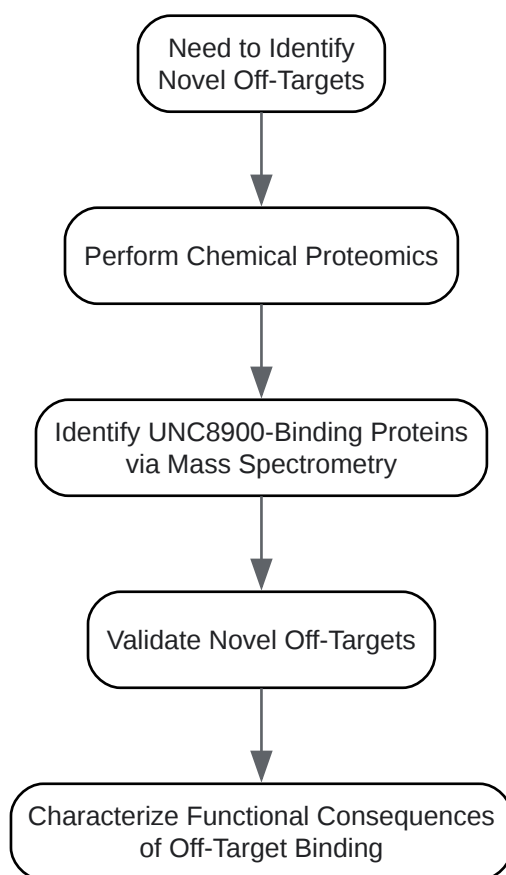 Need to Identify
Novel Off-Targets
Perform Chemical Proteomics
Identify UNC8900-Binding Proteins
via Mass Spectrometry
Validate Novel Off-Targets
Characterize Functional Consequences
of Off-Target Binding